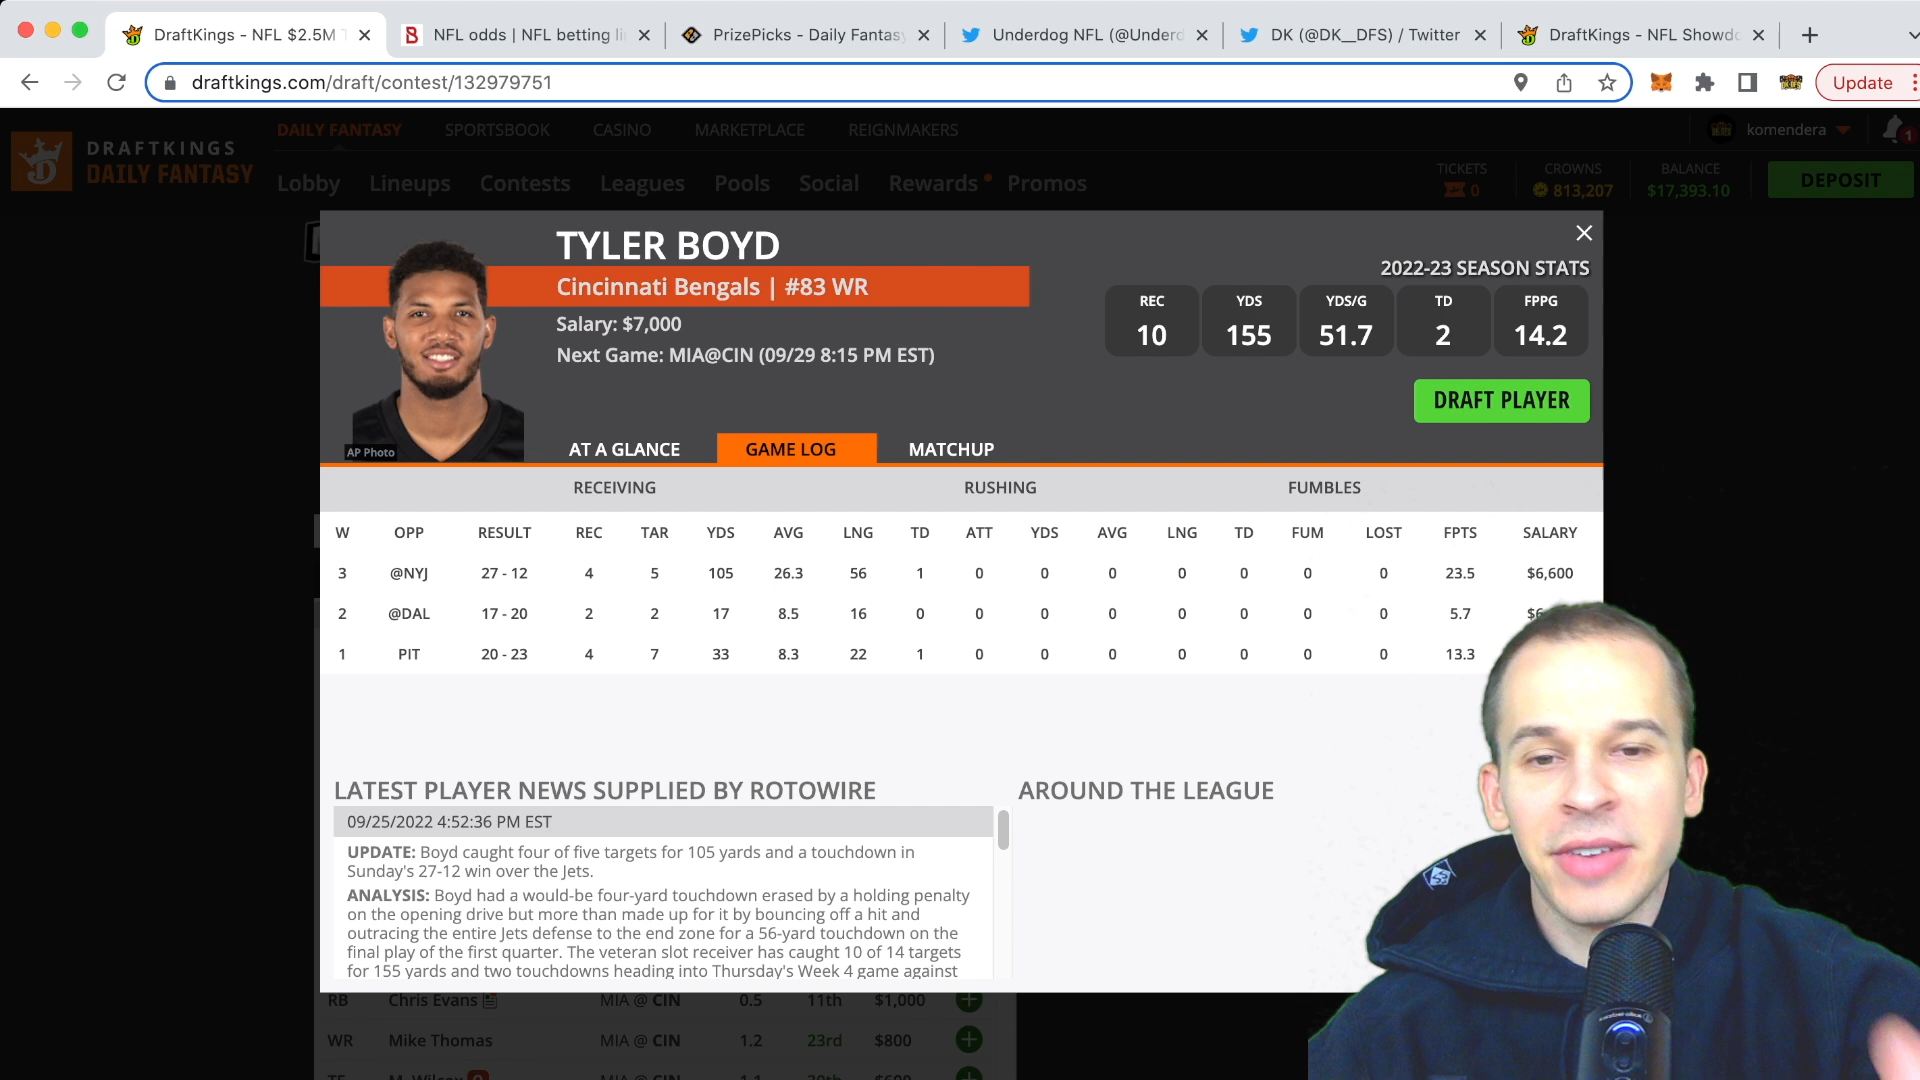 DraftKings - NFL $2.5M
NFL odds | NFL betting li
PrizePicks - Daily Fantasy
Underdog NFL (@Underd
DK (@DK__DFS) / Twitter
DraftKings - NFL Showdo
draftkings.com/draft/contest/132979751
Update
DAILY FANTASY SPORTSBOOK CASINO MARKETPLACE REIGNMAKERS
komendera
1
DRAFTKINGS
DAILY FANTASY
Lobby Lineups Contests Leagues Pools Social Rewards Promos
TICKETS
0
CROWNS
813,207
BALANCE
$17,393.10
DEPOSIT
TYLER BOYD
Cincinnati Bengals | #83 WR
Salary: $7,000
Next Game: MIA@CIN (09/29 8:15 PM EST)
2022-23 SEASON STATS
REC YDS YDS/G TD FPPG
10 155 51.7 2 14.2
DRAFT PLAYER
AP Photo
AT A GLANCE GAME LOG MATCHUP
RECEIVING RUSHING FUMBLES
W OPP RESULT REC TAR YDS AVG LNG TD ATT YDS AVG LNG TD FUM LOST FPTS SALARY
3 @NYJ 27 - 12 4 5 105 26.3 56 1 0 0 0 0 0 0 0 23.5 $6,600
2 @DAL 17 - 20 2 2 17 8.5 16 0 0 0 0 0 0 0 0 5.7
1 PIT 20 - 23 4 7 33 8.3 22 1 0 0 0 0 0 0 0 13.3
LATEST PLAYER NEWS SUPPLIED BY ROTOWIRE
AROUND THE LEAGUE
09/25/2022 4:52:36 PM EST
UPDATE: Boyd caught four of five targets for 105 yards and a touchdown in
Sunday's 27-12 win over the Jets.
ANALYSIS: Boyd had a would-be four-yard touchdown erased by a holding penalty
on the opening drive but more than made up for it by bouncing off a hit and
outracing the entire Jets defense to the end zone for a 56-yard touchdown on the
final play of the first quarter. The veteran slot receiver has caught 10 of 14 targets
for 155 yards and two touchdowns heading into Thursday's Week 4 game against
RB Chris Evans MIA @ CIN 0.5 11th $1,000
WR Mike Thomas MIA @ CIN 1.2 23rd $800